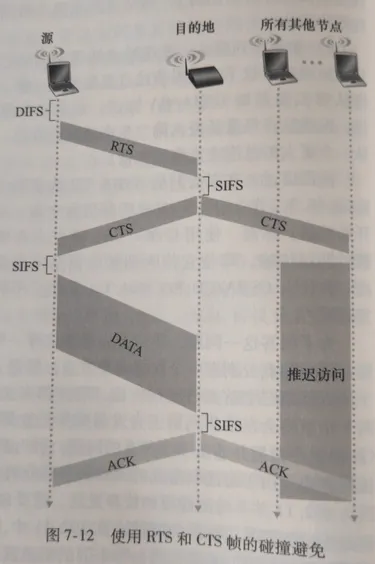 源 目的地 所有其他节点
DIFS
RTS
SIFS
CTS CTS
SIFS
DATA
推迟访问
SIFS
ACK ACK
图 7-12 使用 RTS 和 CTS 帧的碰撞避免